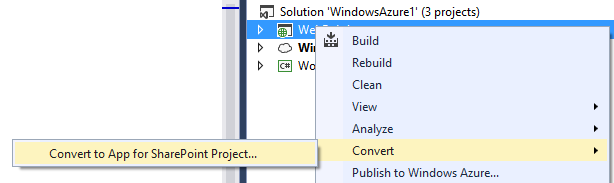 Solution 'WindowsAzure1' (3 projects)
Build
Rebuild
Clean
View
Analyze
Convert
Convert to App for SharePoint Project...
Publish to Windows Azure...